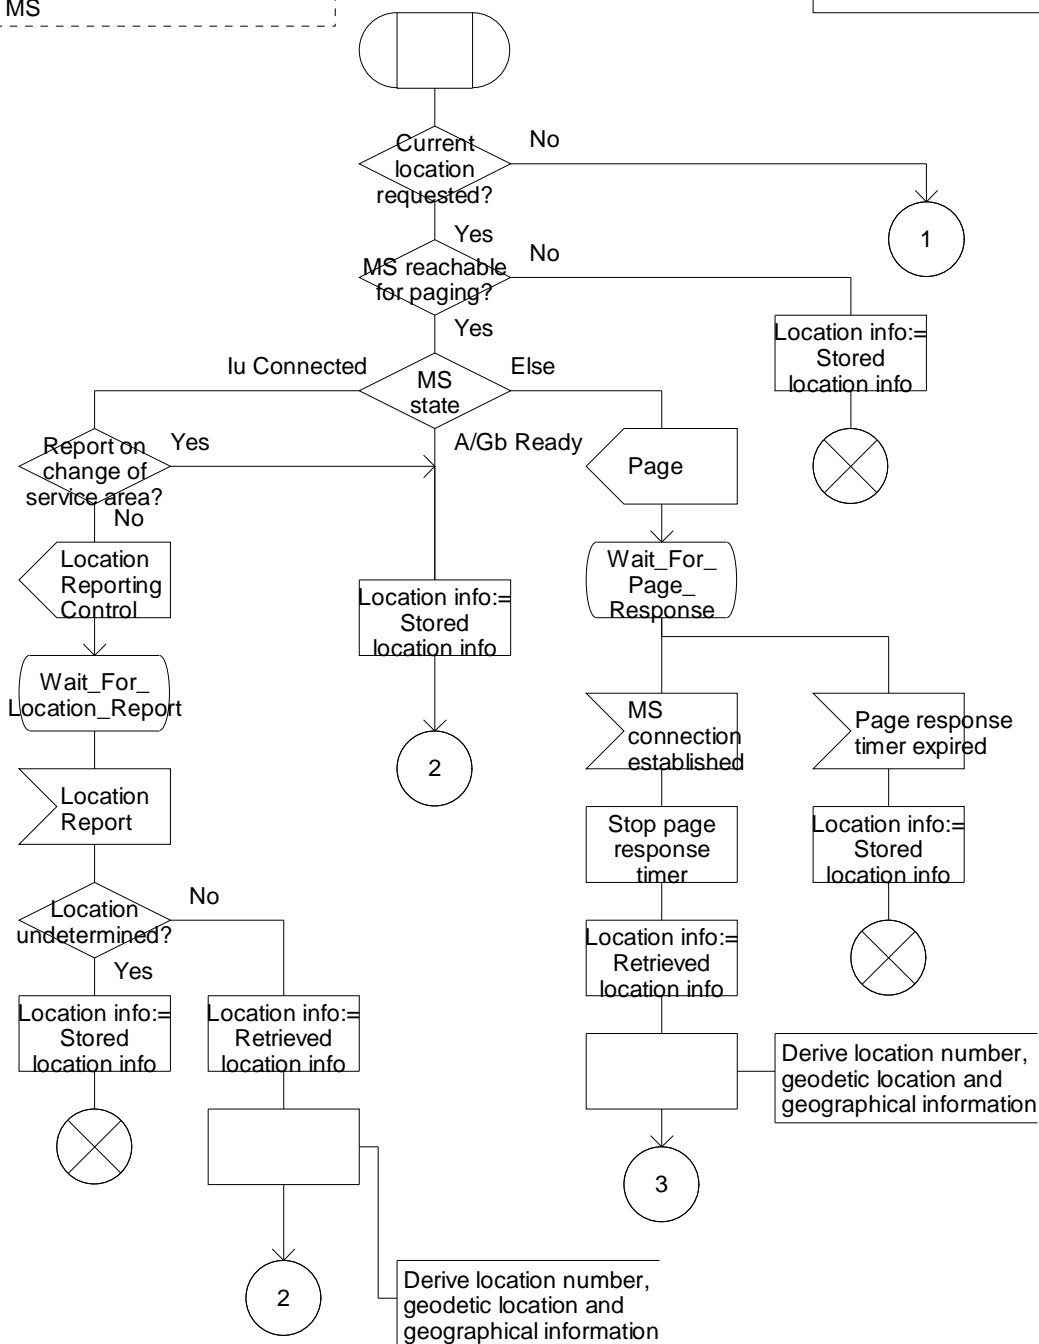 MS
Current
location
requested?
No
1
Yes
MS reachable
for paging?
No
Yes
Location info:=
Stored
location info
Iu Connected
MS
state
Else
A/Gb Ready
Report on
change of
service area?
Yes
No
Page
Location
Reporting
Control
Wait_For_
Page_
Response
Location info:=
Stored
location info
Wait_For_
Location_Report
2
MS
connection
established
Page response
timer expired
Location
Report
Stop page
response
timer
Location info:=
Stored
location info
Location
undetermined?
No
Yes
Location info:=
Retrieved
location info
Location info:=
Stored
location info
Location info:=
Retrieved
location info
Derive location number,
geodetic location and
geographical information
3
2
Derive location number,
geodetic location and
geographical information